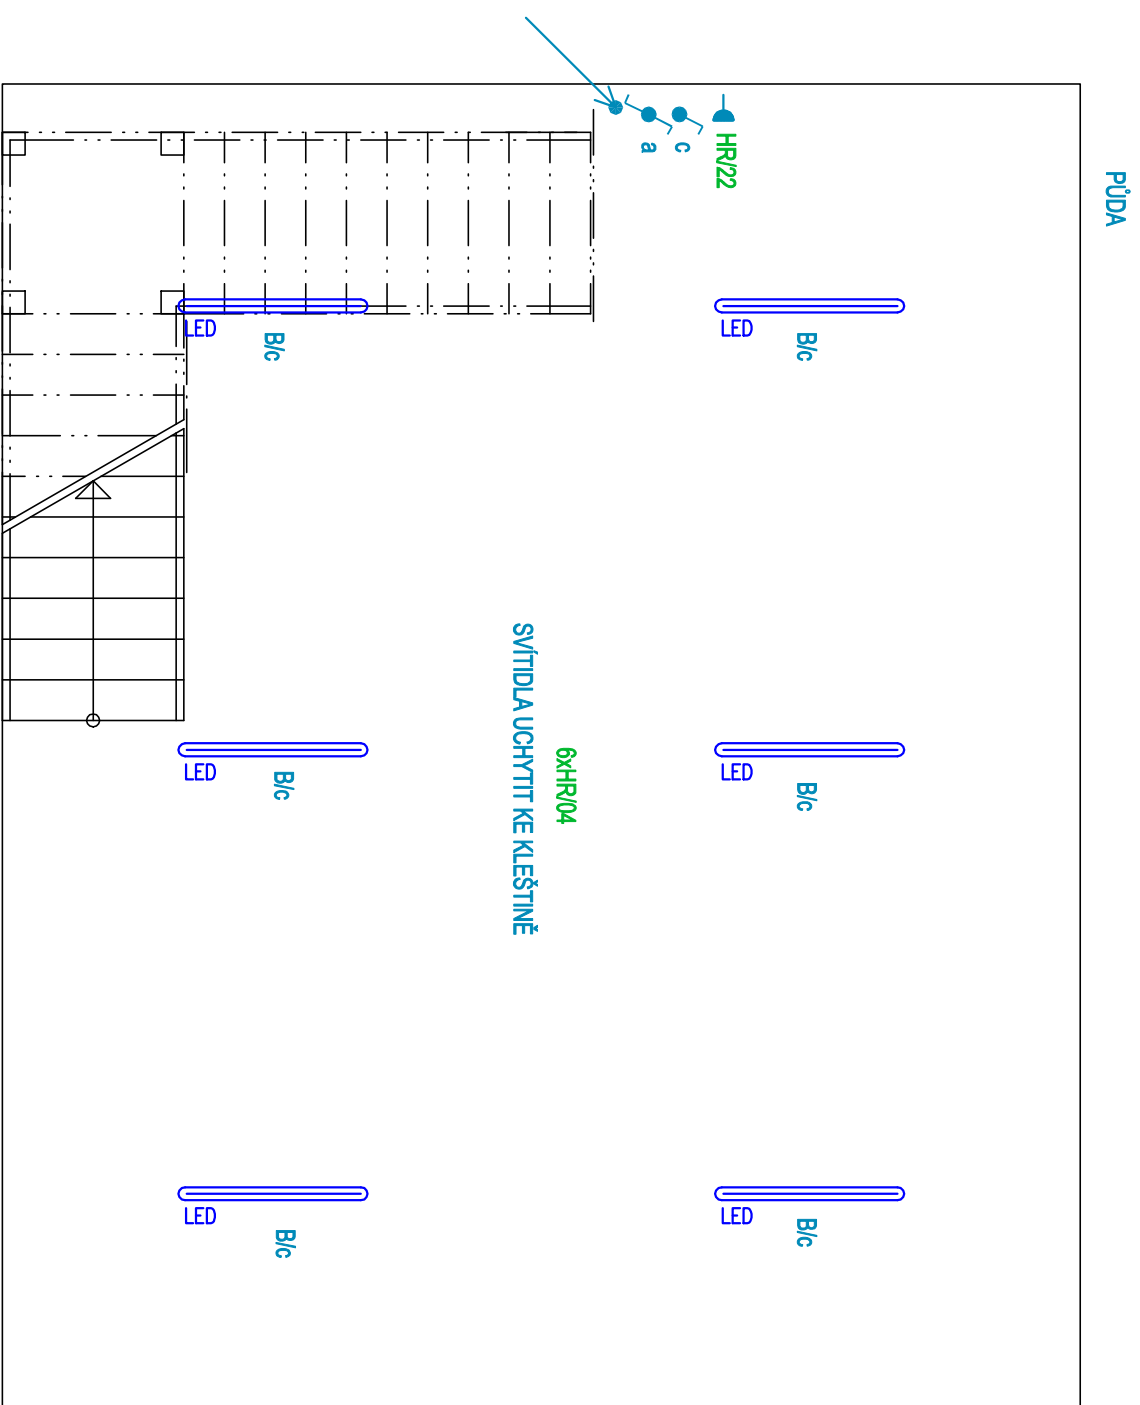 PŮDA
HR/22
c
a
LED
B/c
LED
B/c
SVÍTIDLA UCHYTIT KE KLEŠTINĚ
6xHR/04
LED
B/c
LED
B/c
LED
B/c
LED
B/c